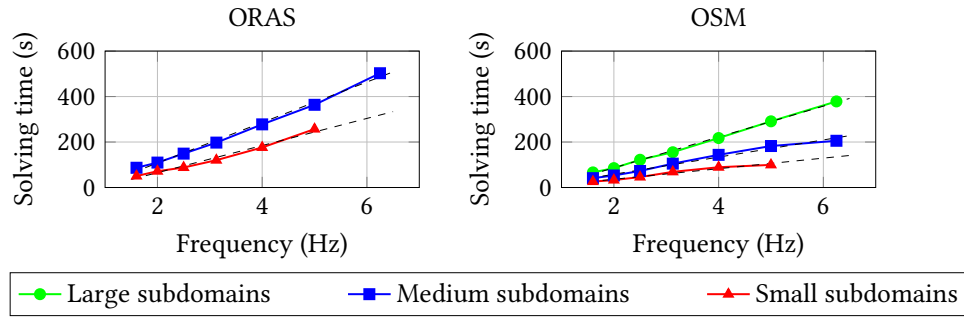 ORAS
600
400
200
0
2
4
6
Solving time (s)
Frequency (Hz)
OSM
600
400
200
0
2
4
6
Solving time (s)
Frequency (Hz)
Large subdomains
Medium subdomains
Small subdomains